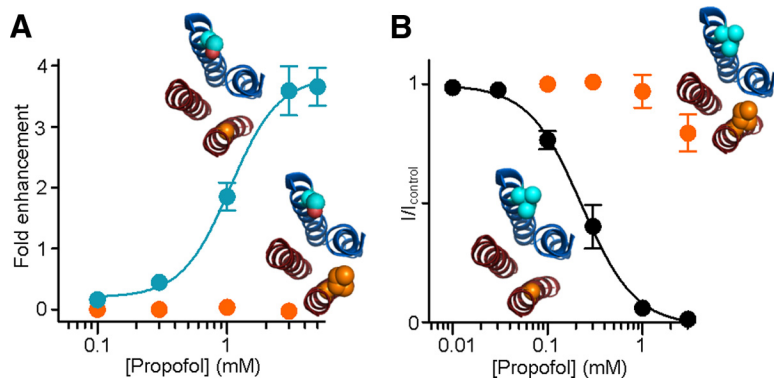 A
Fold enhancement
4
3
2
1
0
0.1
1
[Propofol] (mM)
B
I/Icontrol
1
0
0.01
0.1
1
[Propofol] (mM)